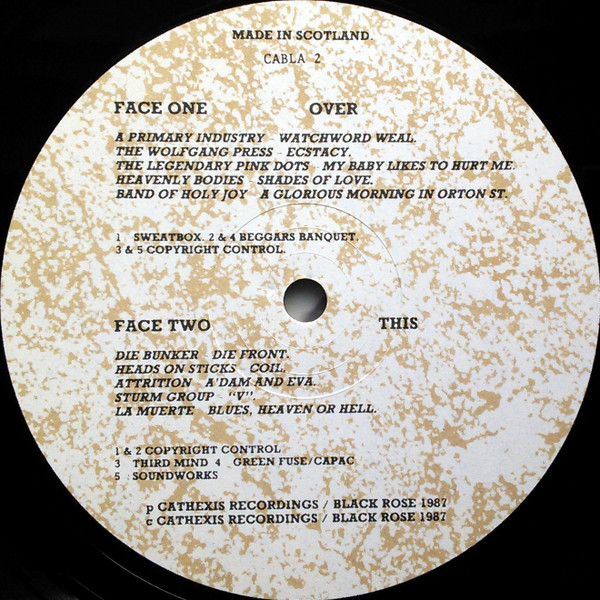 MADE IN SCOTLAND.
CABLA 2
FACE ONE OVER
A PRIMARY INDUSTRY - WATCHWORD WEAL.
THE WOLFGANG PRESS - ECSTACY.
THE LEGENDARY PINK DOTS - MY BABY LIKES TO HURT ME.
HEAVENLY BODIES - SHADES OF LOVE.
BAND OF HOLY JOY A GLORIOUS MORNING IN ORTON ST.
1 SWEATBOX. 2 & 4 BEGGARS BANQUET.
3 & 5 COPYRIGHT CONTROL.
FACE TWO THIS
DIE BUNKER DIE FRONT.
HEADS ON STICKS COIL.
ATTRITION A'DAM AND EVA.
STURM GROUP - "V".
LA MUERTE BLUES, HEAVEN OR HELL.
1 & 2 COPYRIGHT CONTROL
3 THIRD MIND 4 GREEN FUSE/CAPAC
5 : SOUNDWORKS
p CATHEXIS RECORDINGS / BLACK ROSE 1987
c CATHEXIS RECORDINGS / BLACK ROSE 1987